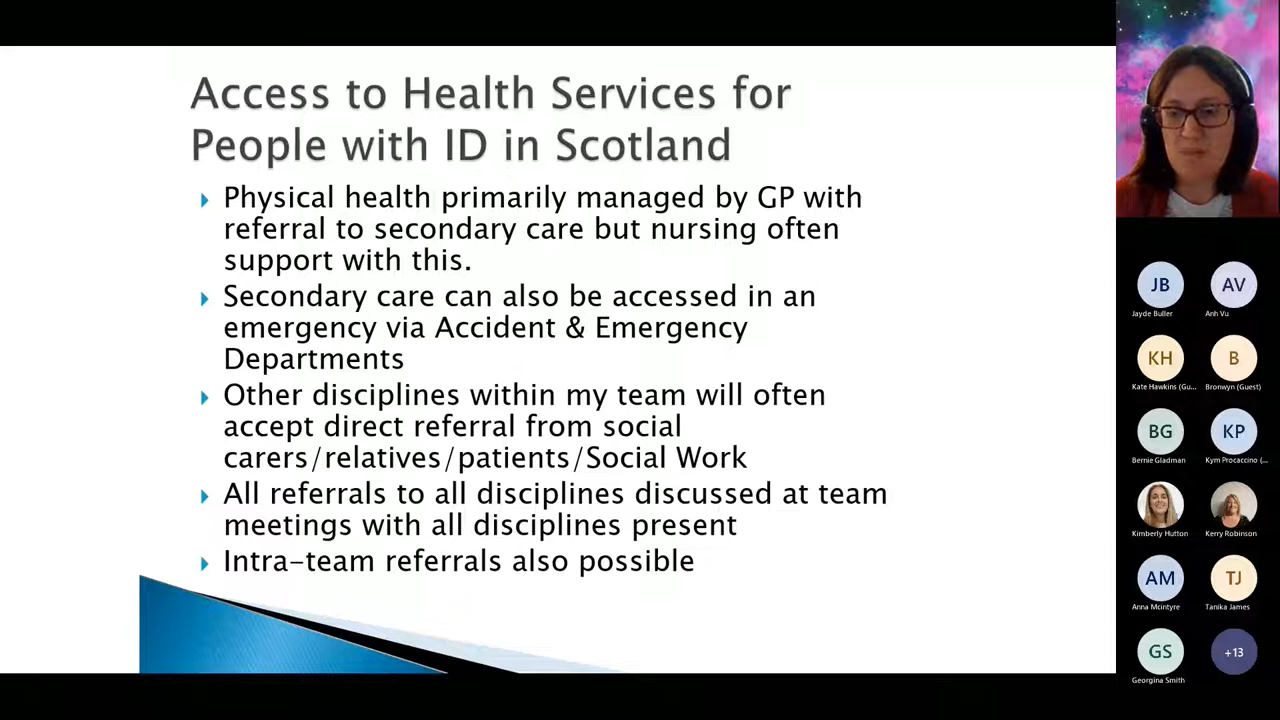 Access to Health Services for
People with ID in Scotland
Physical health primarily managed by GP with
referral to secondary care but nursing often
support with this.
Secondary care can also be accessed in an
emergency via Accident & Emergency
Departments
Other disciplines within my team will often
accept direct referral from social
carers/relatives/patients/Social Work
All referrals to all disciplines discussed at team
meetings with all disciplines present
Intra-team referrals also possible
JB
AV
Jayde Buller
Anh Vu
KH
B
Kate Hawkins (Gu...
Bronwyn (Guest)
BG
KP
Bernie Gladman
Kym Procaccino (...
Kimberly Hutton
Kerry Robinson
AM
TJ
Anna Mcintyre
Tanika James
GS
+13
Georgina Smith